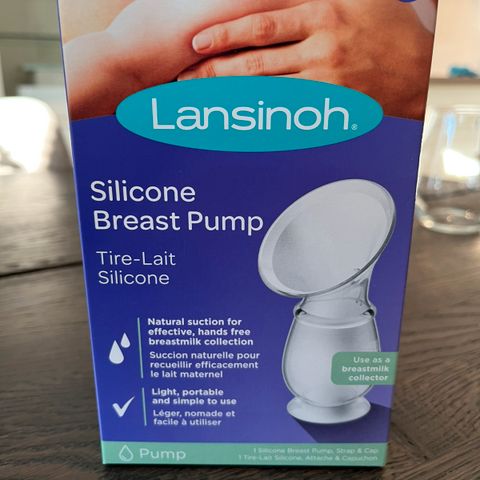 Lansinoh®
Silicone
Breast Pump
Tire-Lait
Silicone
Natural suction for
effective, hands free
breastmilk collection
Succion naturelle pour
recueillir efficacement
le lait maternel
Light, portable
and simple to use
Léger, nomade et
facile à utiliser
Use as a
breastmilk
collector
Pump
1 Silicone Breast Pump, Strap & Cap
1 Tire-Lait Silicone, Attache & Capuchon